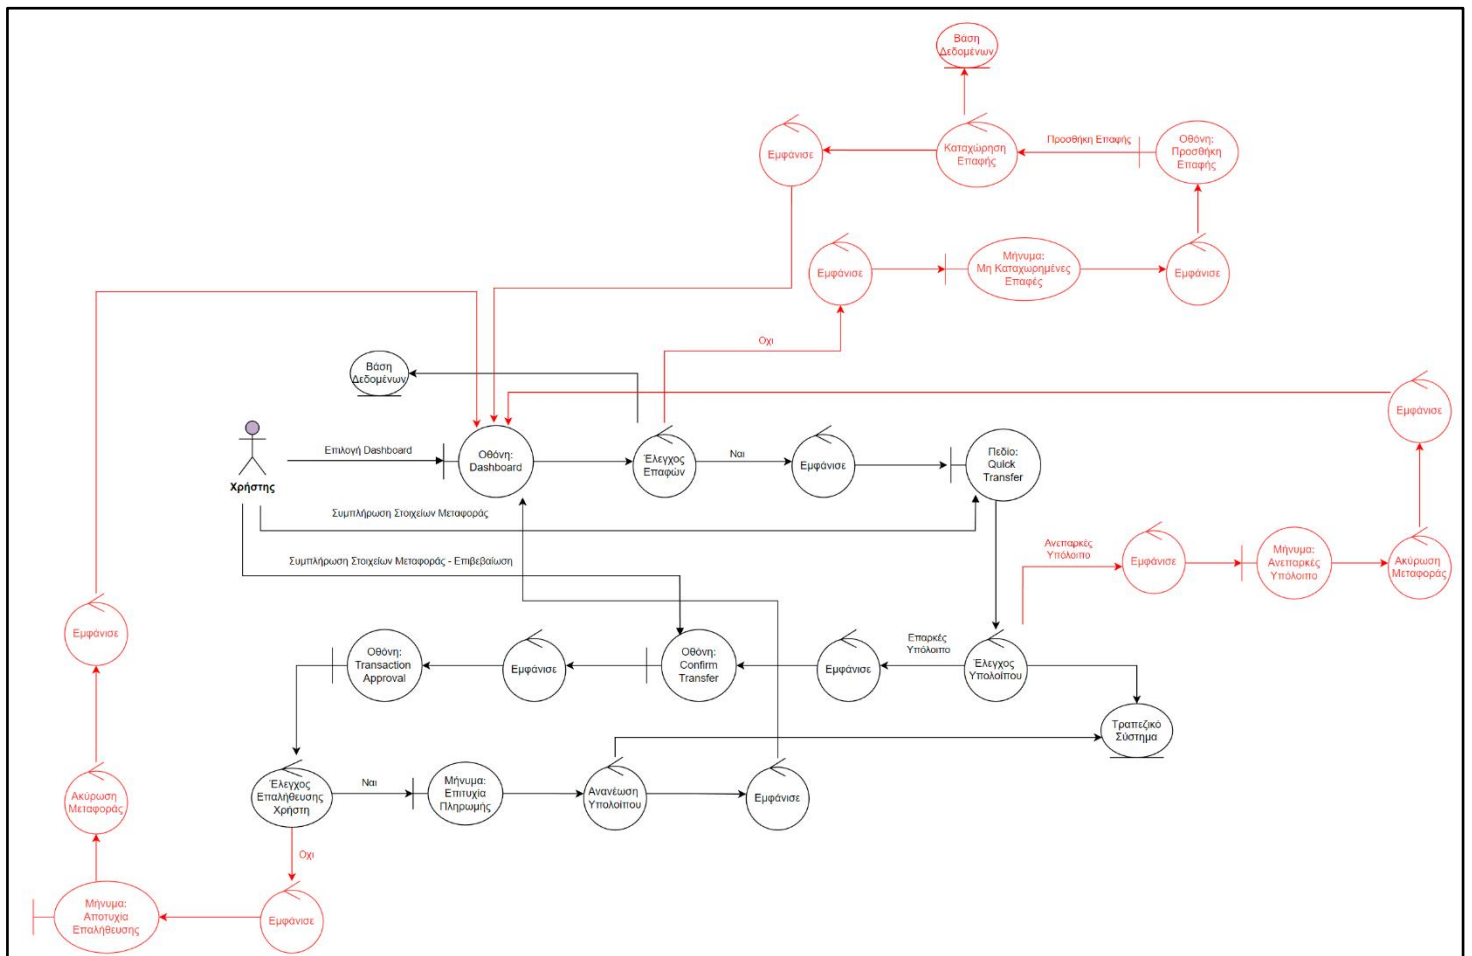 Βάση
Δεδομένων
Εμφάνισε
Καταχώρηση
Επαφής
Προσθήκη Επαφής
Οθόνη:
Προσθήκη
Επαφής
Εμφάνισε
Μήνυμα:
Μη Καταχωρημένες
Επαφές
Εμφάνισε
Οχι
Βάση
Δεδομένων
Εμφάνισε
Χρήστης
Επιλογή Dashboard
Οθόνη:
Dashboard
Έλεγχος
Επαφών
Ναι
Εμφάνισε
Πεδίο:
Quick
Transfer
Συμπλήρωση Στοιχείων Μεταφοράς
Συμπλήρωση Στοιχείων Μεταφοράς - Επιβεβαίωση
Ανεπαρκές
Υπόλοιπο
Εμφάνισε
Μήνυμα:
Ανεπαρκές
Υπόλοιπο
Ακύρωση
Μεταφοράς
Εμφάνισε
Οθόνη:
Transaction
Approval
Εμφάνισε
Οθόνη:
Confirm
Transfer
Εμφάνισε
Επαρκές
Υπόλοιπο
Έλεγχος
Υπολοίπου
Τραπεζικό
Σύστημα
Ακύρωση
Μεταφοράς
Έλεγχος
Επαλήθευσης
Χρήστη
Ναι
Μήνυμα:
Επιτυχία
Πληρωμής
Ανανέωση
Υπολοίπου
Εμφάνισε
Οχι
Μήνυμα:
Αποτυχία
Επαλήθευσης
Εμφάνισε